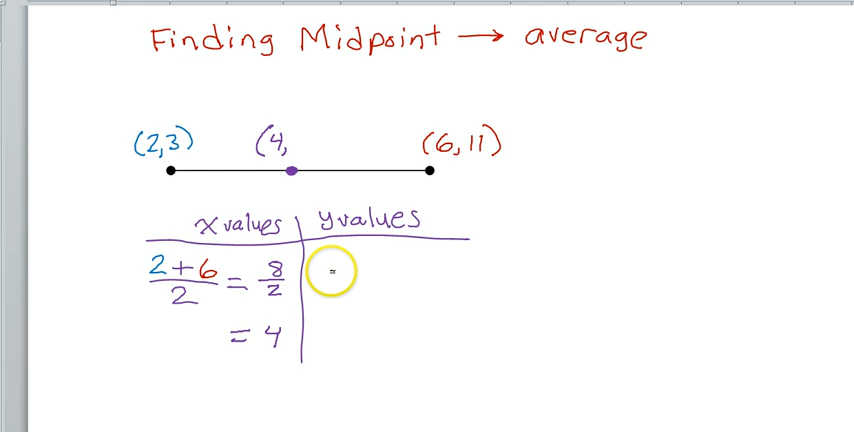 Finding Midpoint → average
(2,3) (4, (6,11)
x values y values
2+6
2
= 8
2
= 4